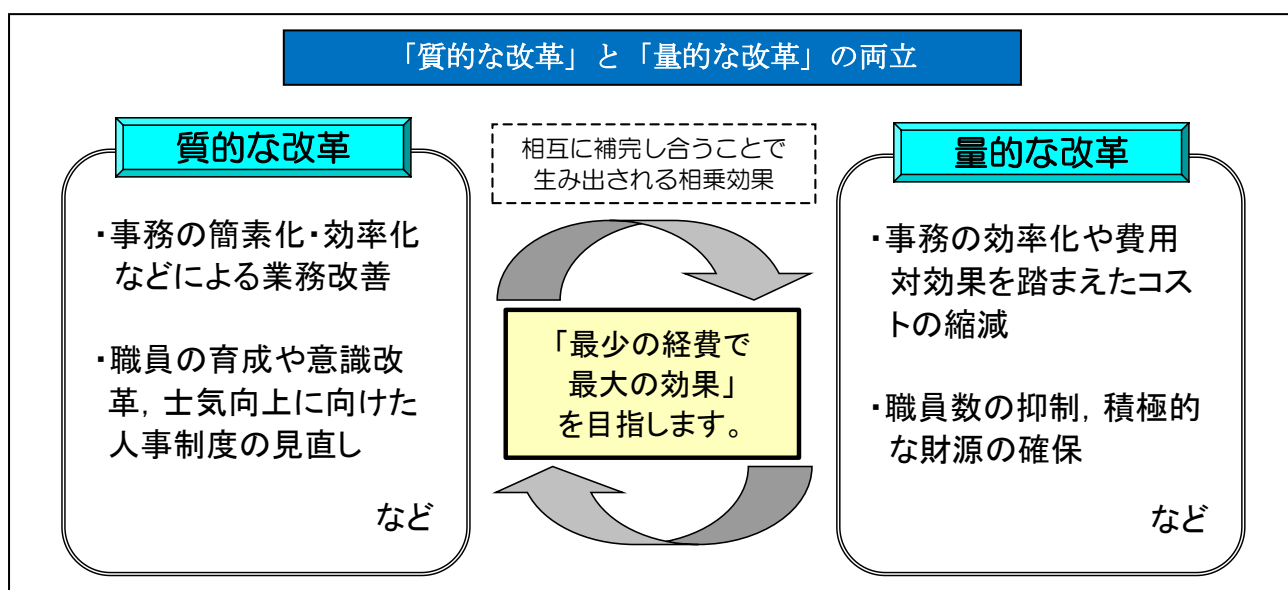 「質的な改革」と「量的な改革」の両立
質的な改革
・事務の簡素化・効率化
などによる業務改善
・職員の育成や意識改
革，士気向上に向けた
人事制度の見直し
など
相互に補完し合うことで
生み出される相乗効果
「最少の経費で
最大の効果」
を目指します。
量的な改革
・事務の効率化や費用
対効果を踏まえたコス
トの縮減
・職員数の抑制，積極的
な財源の確保
など